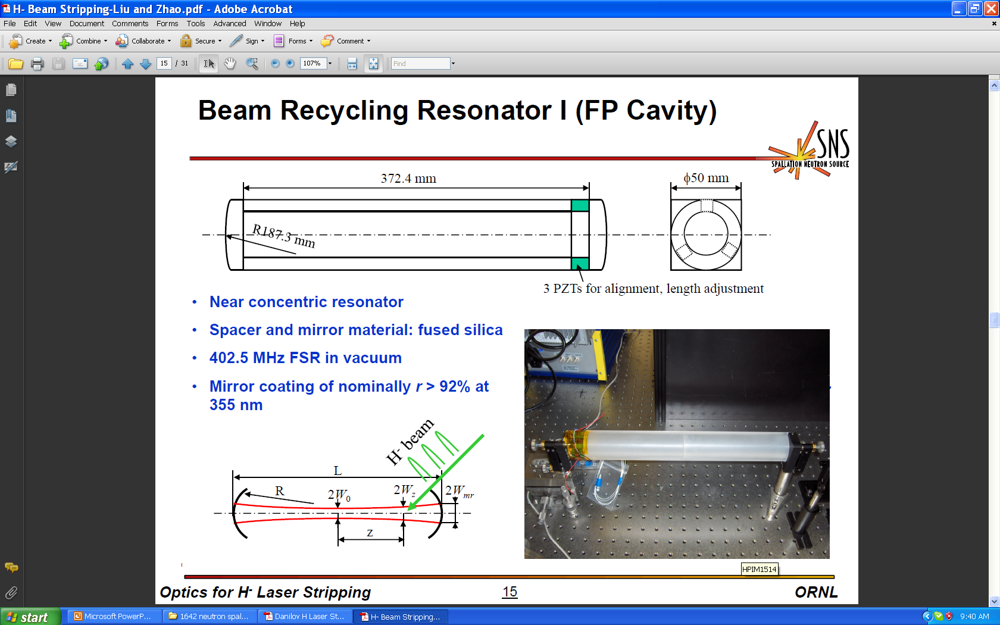 H- Beam Stripping-Liu and Zhao.pdf - Adobe Acrobat
File Edit View Document Comments Forms Tools Advanced Window Help
Create Combine Collaborate Secure Sign Forms Comment
15 / 31 107% Find
Beam Recycling Resonator I (FP Cavity)
SNS
SPALLATION NEUTRON SOURCE
372.4 mm
ϕ50 mm
R187.3 mm
3 PZTs for alignment, length adjustment
• Near concentric resonator
• Spacer and mirror material: fused silica
• 402.5 MHz FSR in vacuum
• Mirror coating of nominally r > 92% at
355 nm
H- beam
L
R
2W0
2Wz
2Wmr
z
HPIM1514
Optics for H- Laser Stripping
15
ORNL
start
Microsoft PowerP...
1642 neutron spal...
Danilov H Laser St...
H- Beam Stripping...
9:40 AM